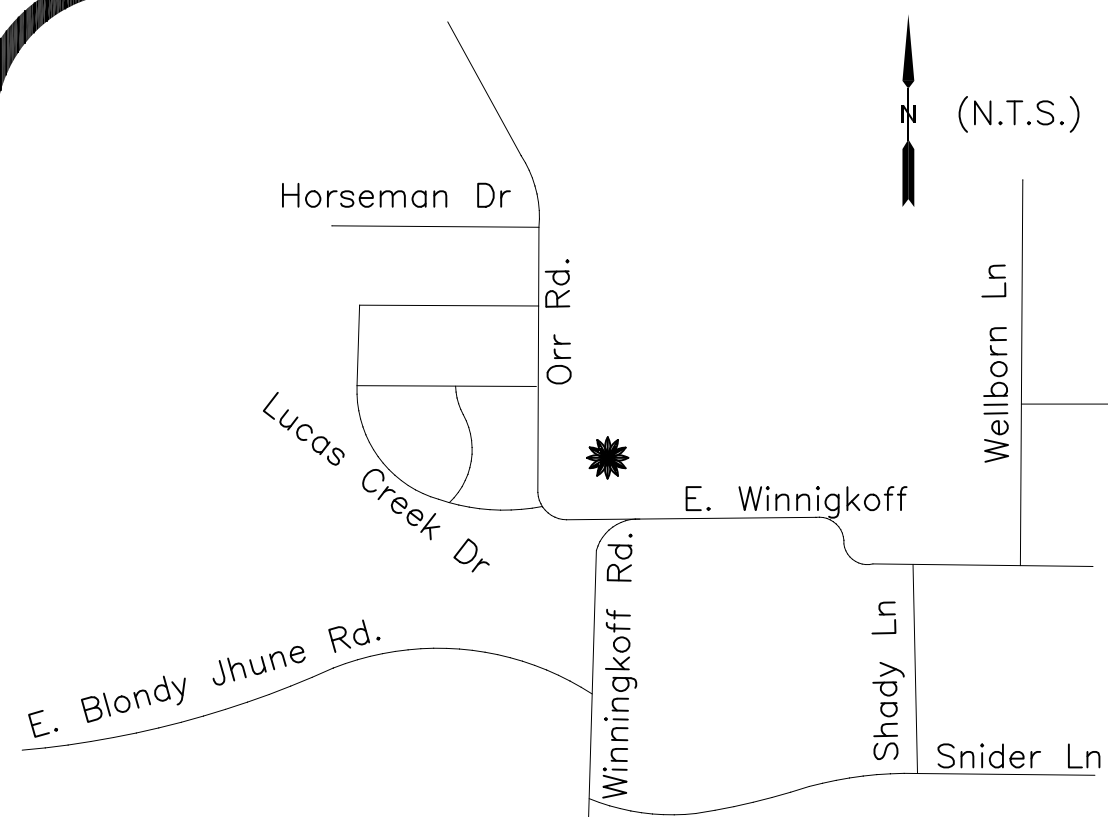 N (N.T.S.)
Horseman Dr
Orr Rd.
Wellborn Ln
Lucas Creek Dr
E. Winnigkoff
Winningkoff Rd.
Shady Ln
E. Blondy Jhune Rd.
Snider Ln